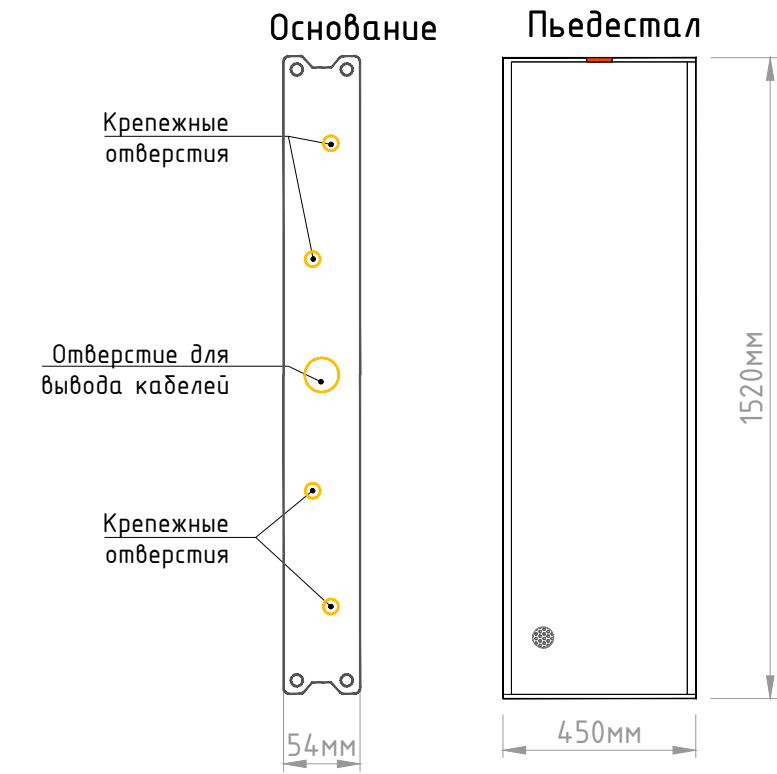 Основание
Пьедестал
Крепежные
отверстия
Отверстие для
вывода кабелей
Крепежные
отверстия
1520мм
54мм
450мм